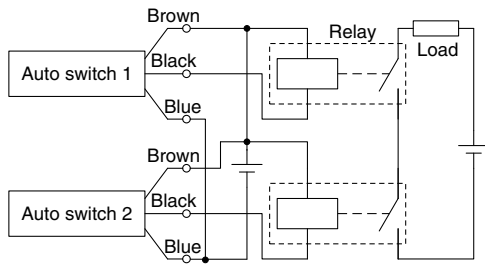 Brown
Relay
Auto switch 1
Black
Load
Blue
Brown
Auto switch 2
Black
Blue